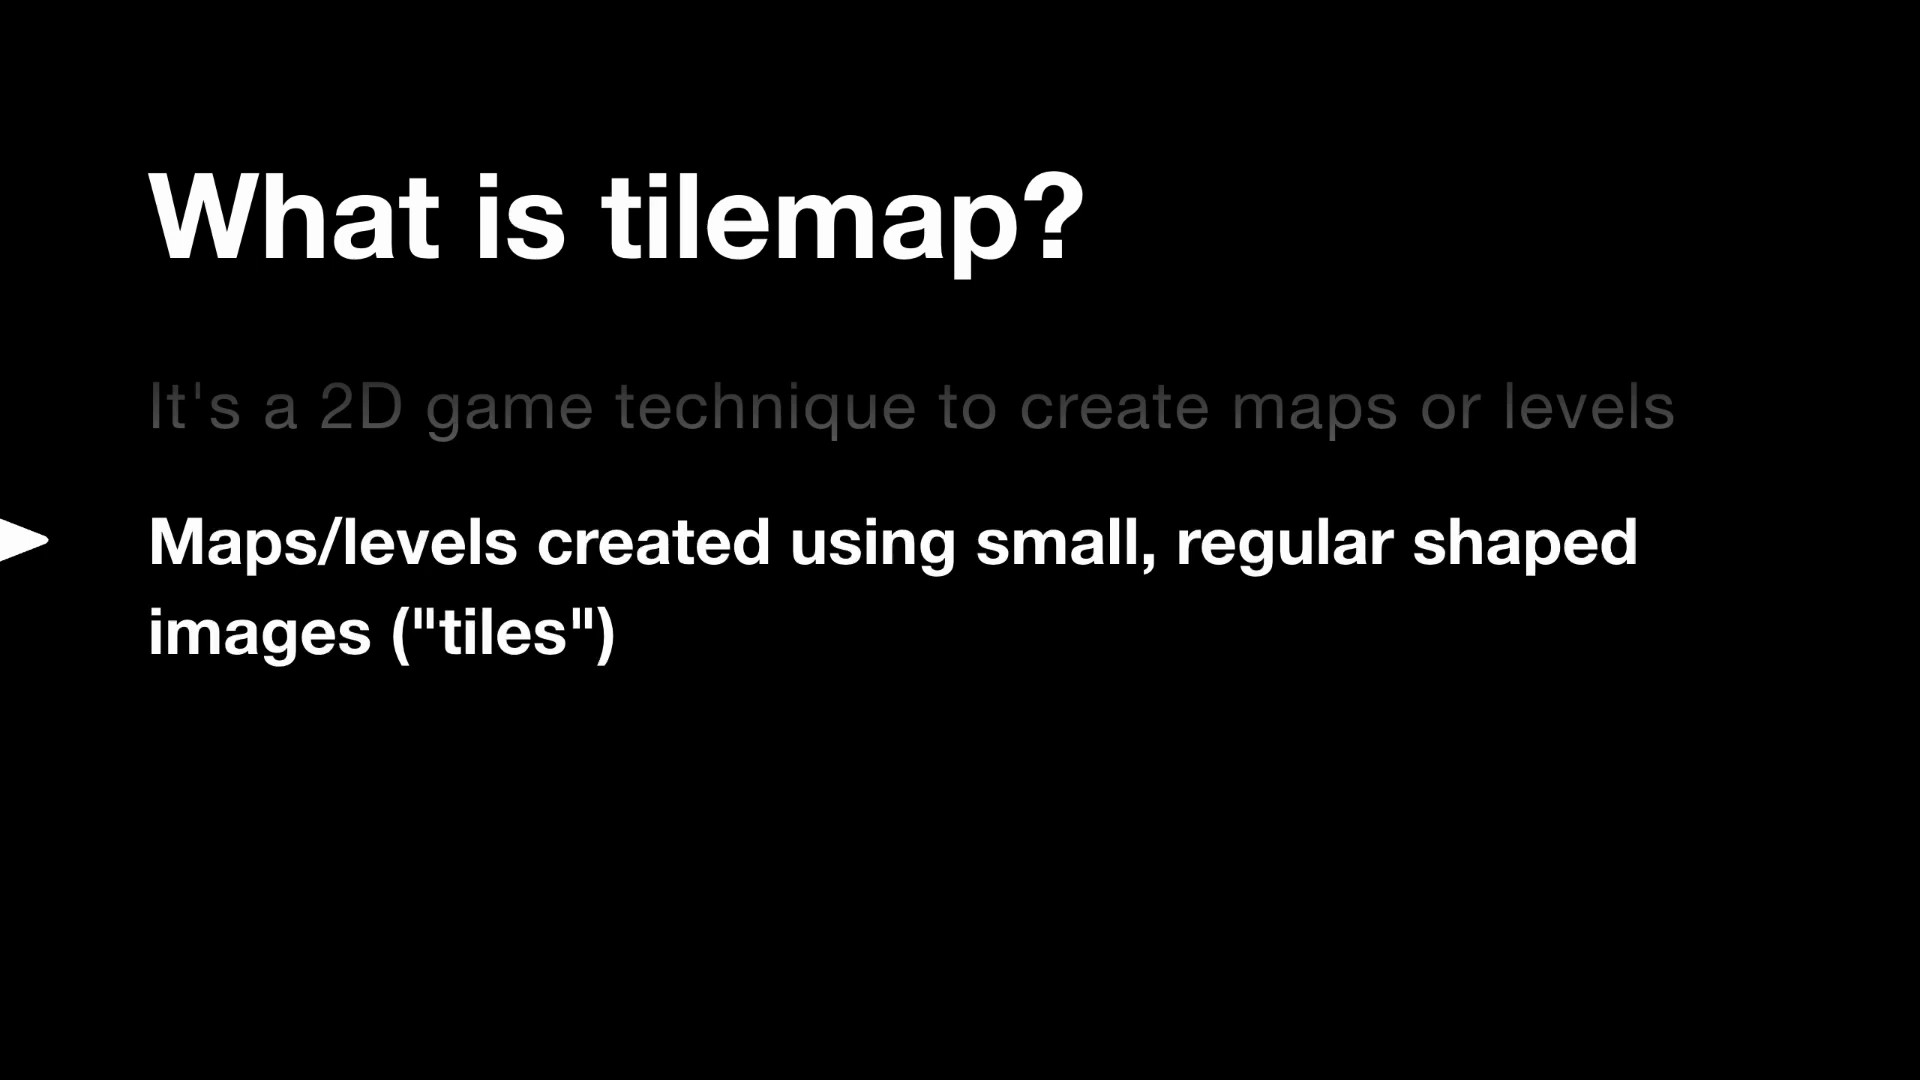 What is tilemap?
It's a 2D game technique to create maps or levels
Maps/levels created using small, regular shaped
images ("tiles")